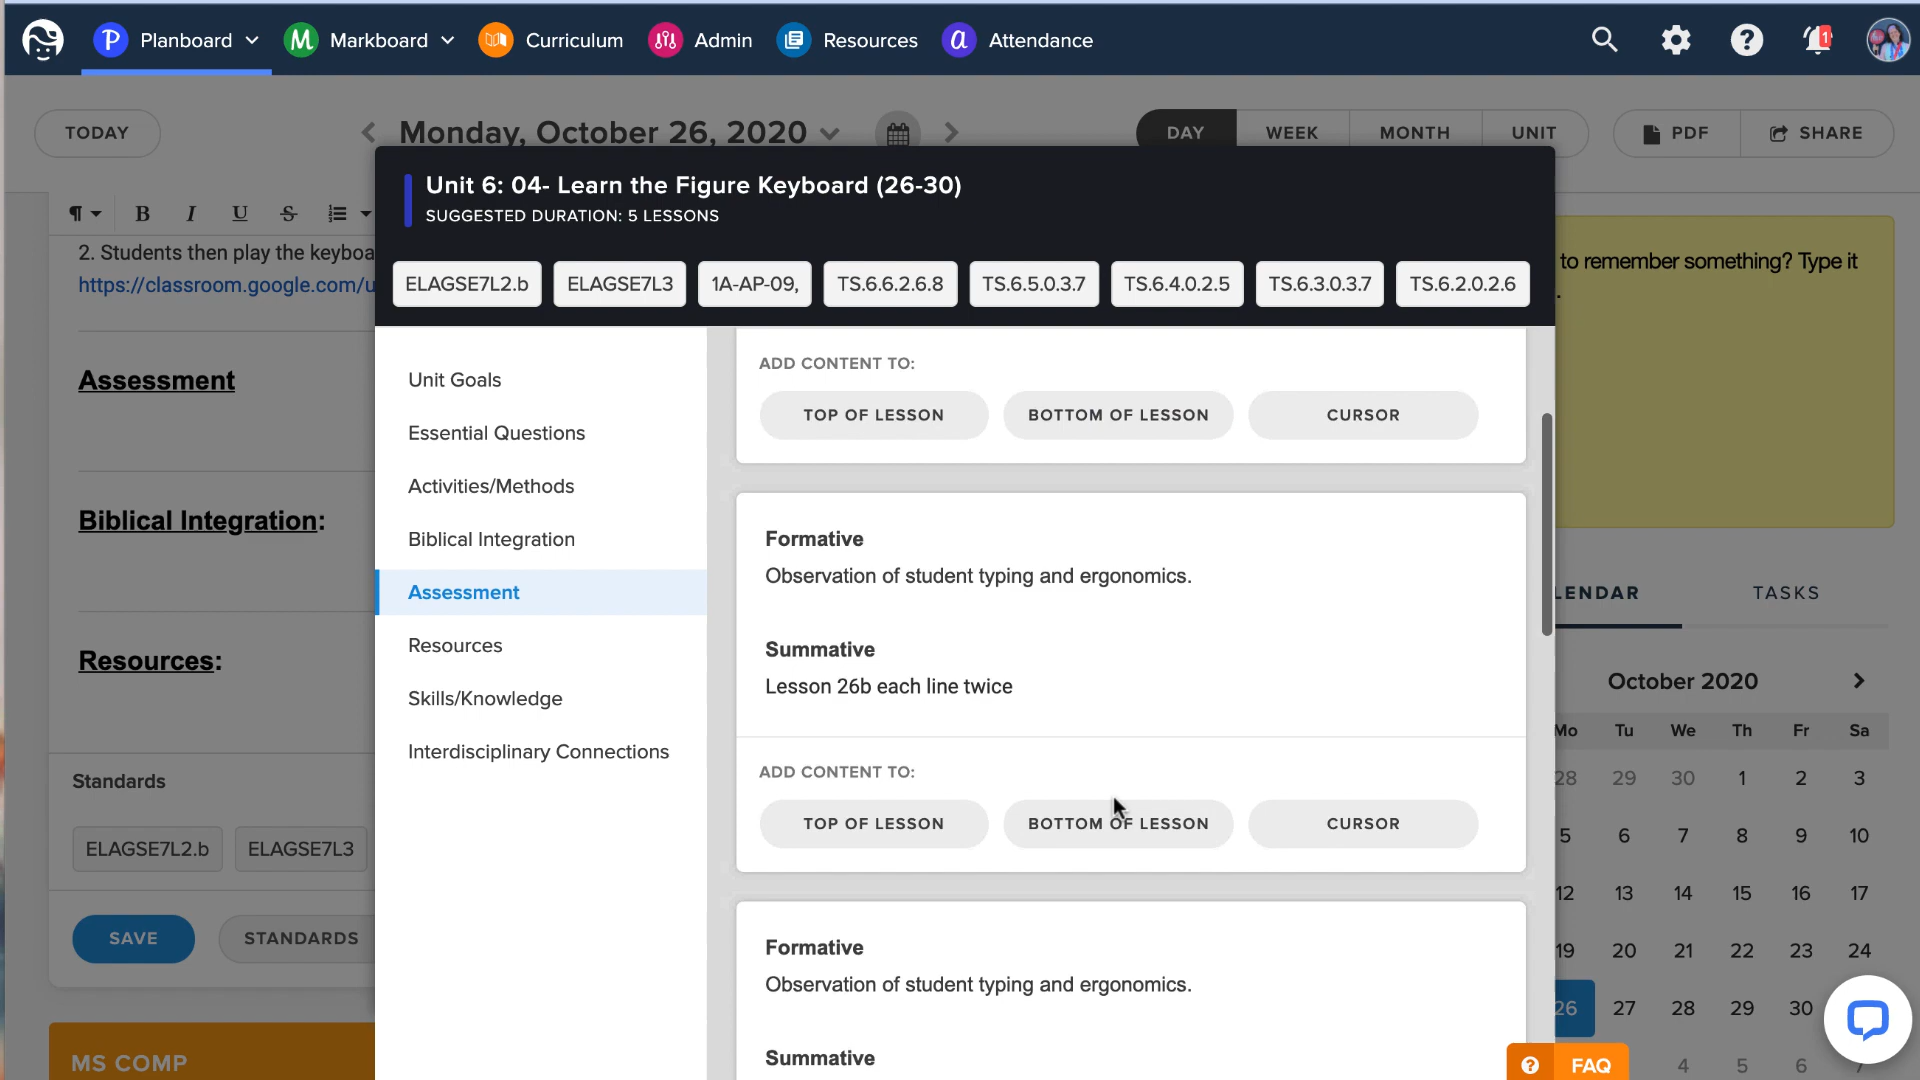 Planboard
Markboard
Curriculum
Admin
Resources
Attendance
1
TODAY
Monday, October 26, 2020
DAY
WEEK
MONTH
UNIT
PDF
SHARE
Unit 6: 04- Learn the Figure Keyboard (26-30)
SUGGESTED DURATION: 5 LESSONS
ELAGSE7L2.b
ELAGSE7L3
1A-AP-09,
TS.6.6.2.6.8
TS.6.5.0.3.7
TS.6.4.0.2.5
TS.6.3.0.3.7
TS.6.2.0.2.6
B I U S
2. Students then play the keyboa
https://classroom.google.com/u
Assessment
Biblical Integration:
Resources:
Standards
ELAGSE7L2.b
ELAGSE7L3
SAVE
STANDARDS
MS COMP
Unit Goals
Essential Questions
Activities/Methods
Biblical Integration
Assessment
Resources
Skills/Knowledge
Interdisciplinary Connections
ADD CONTENT TO:
TOP OF LESSON
BOTTOM OF LESSON
CURSOR
Formative
Observation of student typing and ergonomics.
Summative
Lesson 26b each line twice
ADD CONTENT TO:
TOP OF LESSON
BOTTOM OF LESSON
CURSOR
Formative
Observation of student typing and ergonomics.
Summative
to remember something? Type it
.
LENDAR
TASKS
October 2020
Mo Tu We Th Fr Sa
28 29 30 1 2 3
5 6 7 8 9 10
12 13 14 15 16 17
19 20 21 22 23 24
26 27 28 29 30
4 5 6 7
FAQ